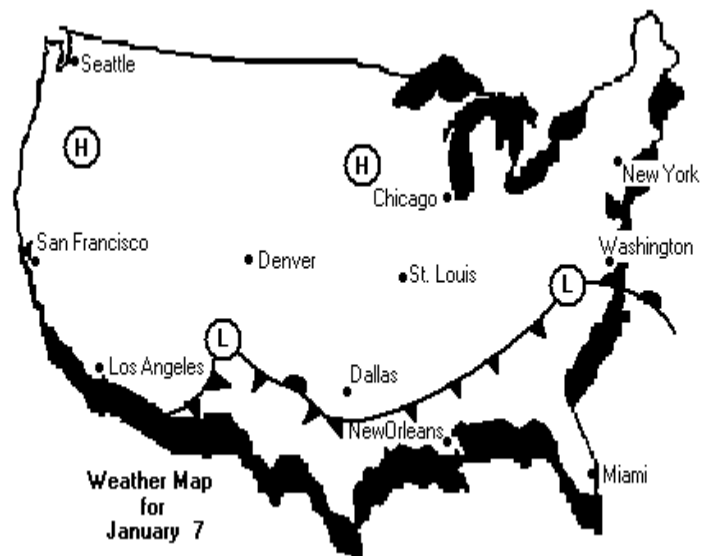 Seattle
H
H
New York
Chicago
San Francisco
Washington
Denver
St. Louis
L
L
Los Angeles
Dallas
NewOrleans
Weather Map
for
January 7
Miami